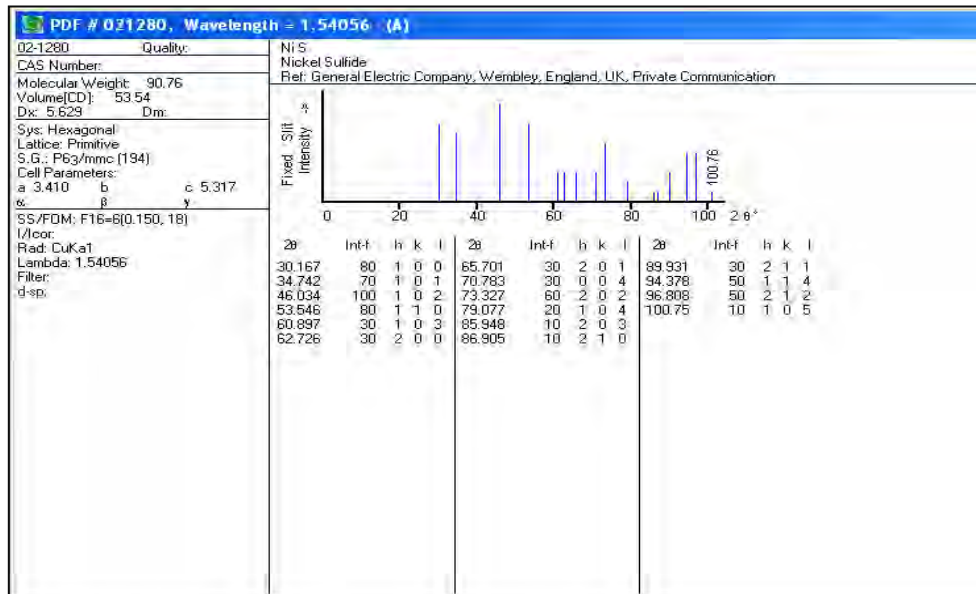 PDF # 021280, Wavelength = 1.54056 (A)
02-1280 Quality:
CAS Number:
Molecular Weight: 90.76
Volume[CD]: 53.54
Dx: 5.629 Dm:
Sys: Hexagonal
Lattice: Primitive
S.G.: P63/mmc (194)
Cell Parameters:
a 3.410 b c 5.317
α β γ
SS/FOM: F16=6(0.150, 18)
I/Icor:
Rad: CuKa1
Lambda: 1.54056
Filter:
d-sp:
Ni S
Nickel Sulfide
Ref: General Electric Company, Wembley, England, UK, Private Communication
Fixed Slit
Intensity ->
100.76
0 20 40 60 80 100 2 θ°
2θ Int-f h k l
30.167 80 1 0 0
34.742 70 1 0 1
46.034 100 1 0 2
53.546 80 1 1 0
60.897 30 1 0 3
62.726 30 2 0 0
2θ Int-f h k l
65.701 30 2 0 1
70.783 30 0 0 4
73.327 60 2 0 2
79.077 20 1 0 4
85.948 10 2 0 3
86.905 10 2 1 0
2θ Int-f h k l
89.931 30 2 1 1
94.378 50 1 1 4
96.808 50 2 1 2
100.75 10 1 0 5